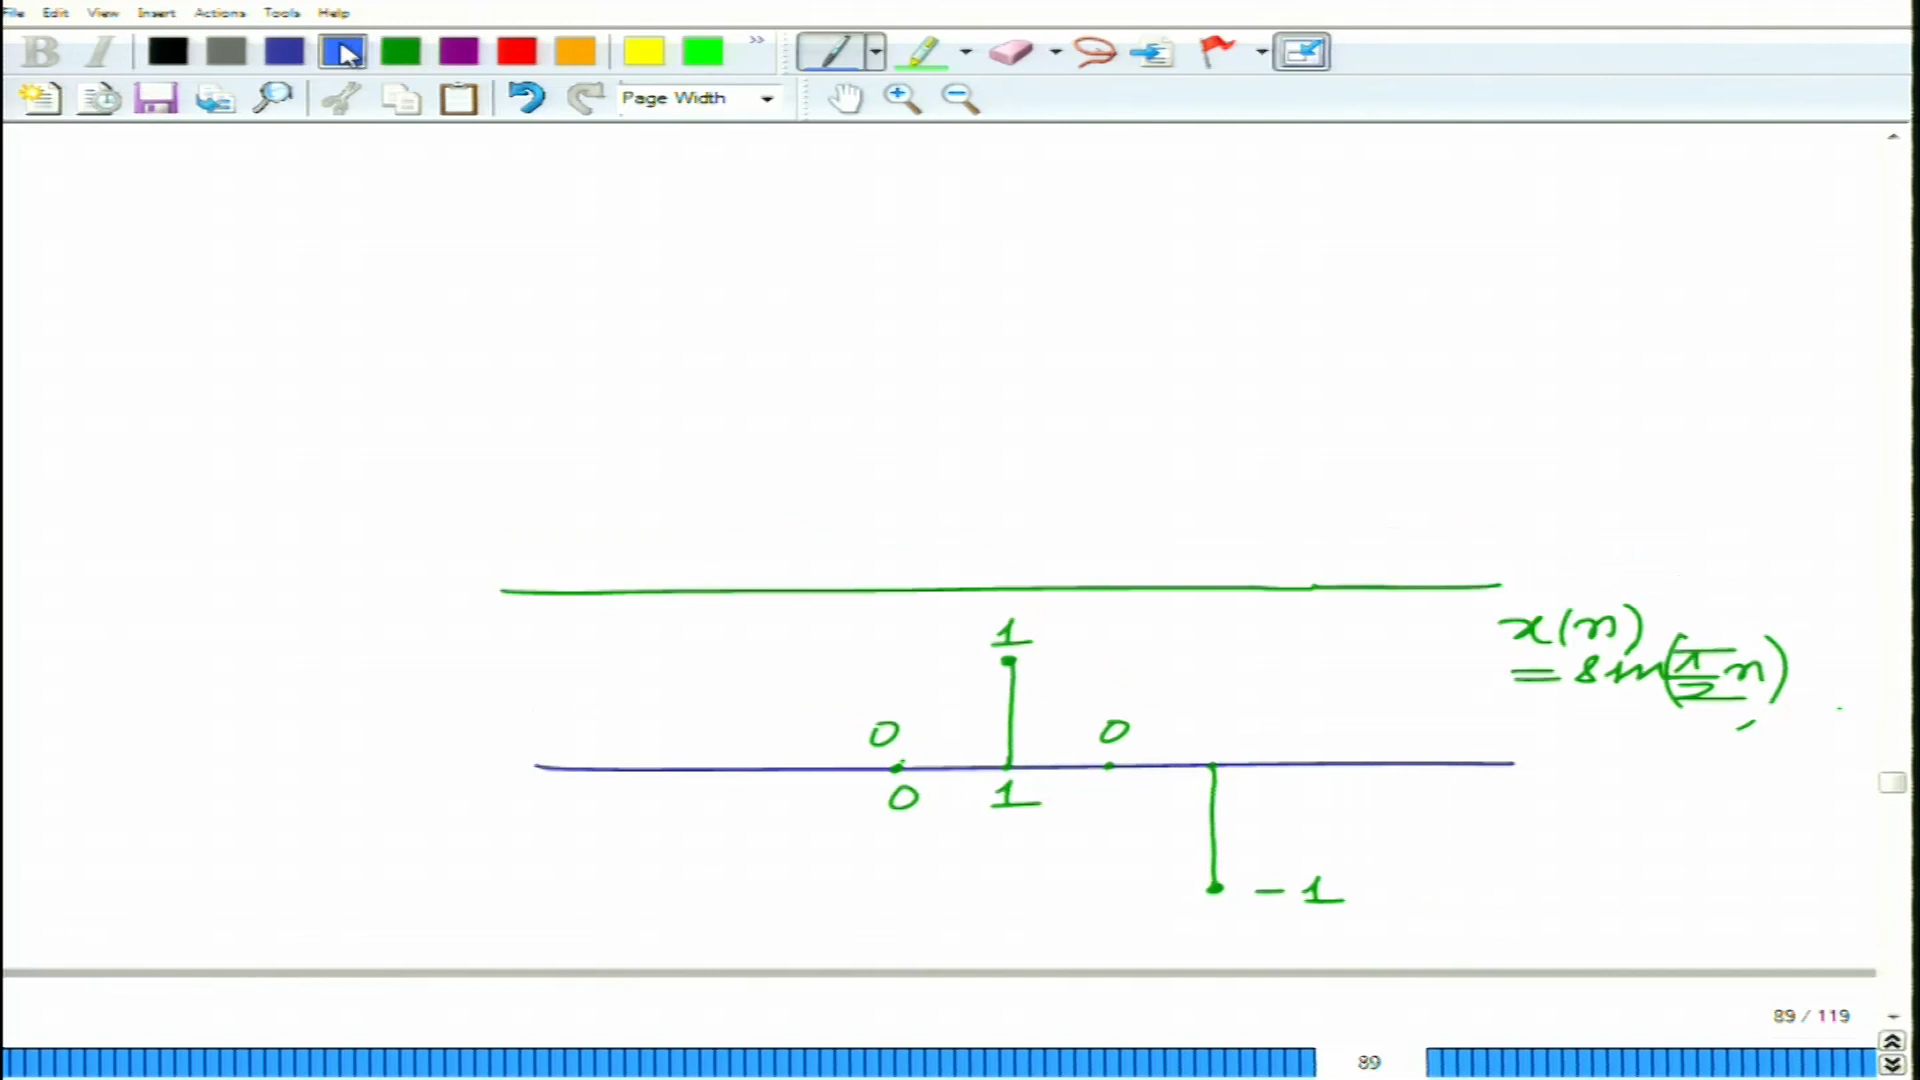 File Edit View Insert Actions Tools Help
B I
Page Width
1
x(n)
= sin(π/2 n)
0 0
0 1
-1
89 / 119
89